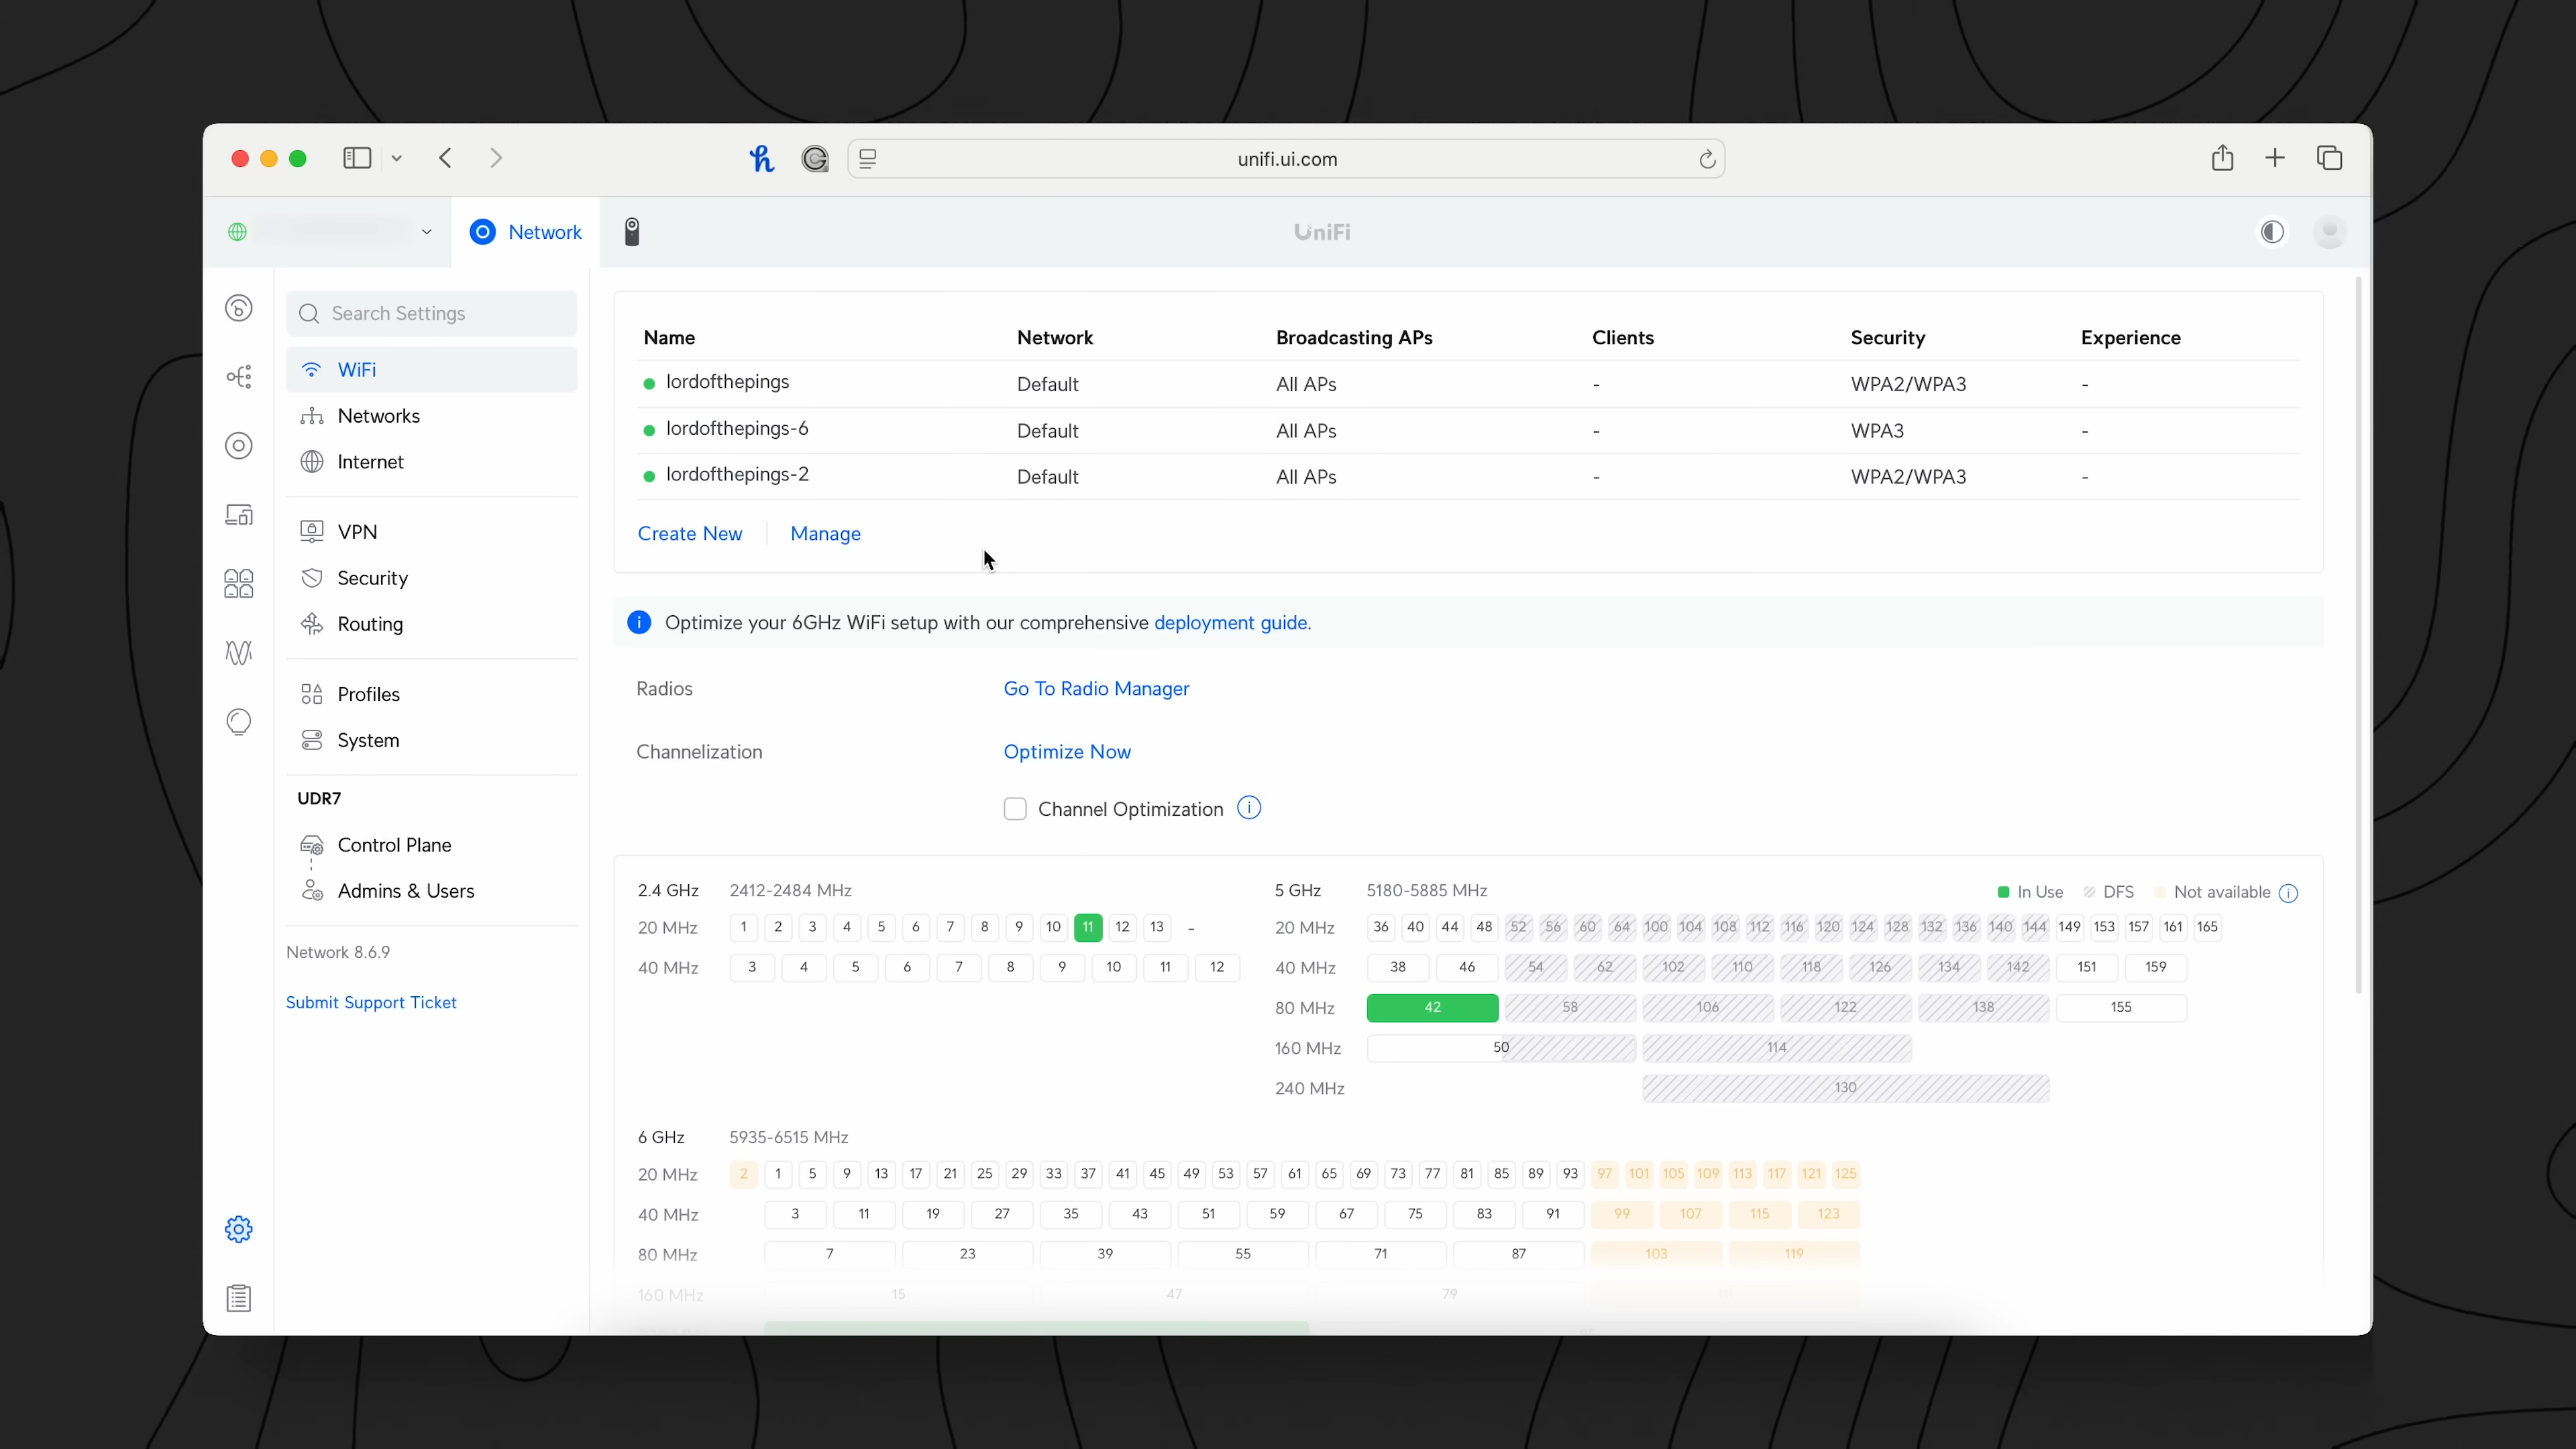 unifi.ui.com
Network
UniFi
Search Settings
WiFi
Networks
Internet
VPN
Security
Routing
Profiles
System
UDR7
Control Plane
Admins & Users
Network 8.6.9
Submit Support Ticket
Name Network Broadcasting APs Clients Security Experience
lordofthepings Default All APs - WPA2/WPA3 -
lordofthepings-6 Default All APs - WPA3 -
lordofthepings-2 Default All APs - WPA2/WPA3 -
Create New Manage
Optimize your 6GHz WiFi setup with our comprehensive deployment guide.
Radios Go To Radio Manager
Channelization Optimize Now
Channel Optimization
2.4 GHz 2412-2484 MHz
20 MHz 1 2 3 4 5 6 7 8 9 10 11 12 13 -
40 MHz 3 4 5 6 7 8 9 10 11 12
5 GHz 5180-5885 MHz In Use DFS Not available
20 MHz 36 40 44 48 52 56 60 64 100 104 108 112 116 120 124 128 132 136 140 144 149 153 157 161 165
40 MHz 38 46 54 62 102 110 118 126 134 142 151 159
80 MHz 42 58 106 122 138 155
160 MHz 50 114
240 MHz 130
6 GHz 5935-6515 MHz
20 MHz 2 1 5 9 13 17 21 25 29 33 37 41 45 49 53 57 61 65 69 73 77 81 85 89 93 97 101 105 109 113 117 121 125
40 MHz 3 11 19 27 35 43 51 59 67 75 83 91 99 107 115 123
80 MHz 7 23 39 55 71 87 103 119
160 MHz 15 47 79